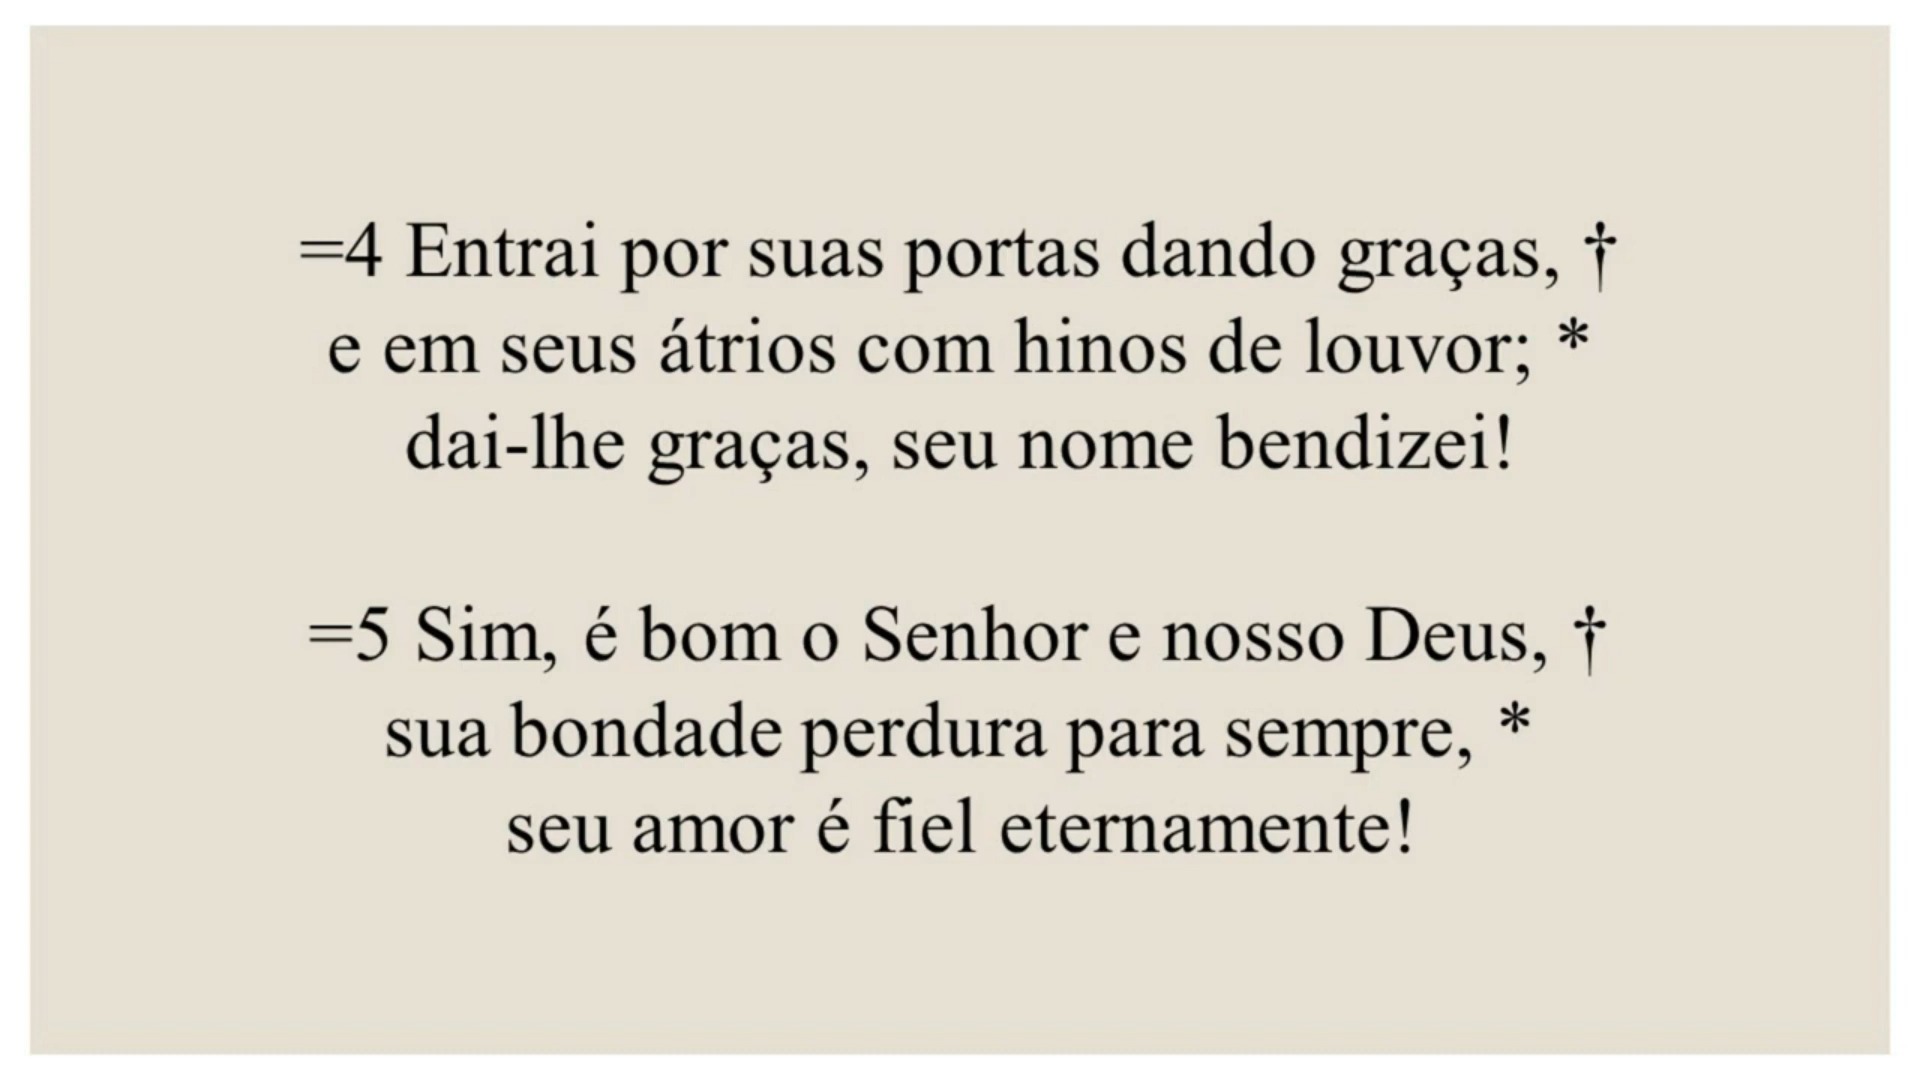 =4 Entrai por suas portas dando graças, †
e em seus átrios com hinos de louvor; *
dai-lhe graças, seu nome bendizei!
=5 Sim, é bom o Senhor e nosso Deus, †
sua bondade perdura para sempre, *
seu amor é fiel eternamente!